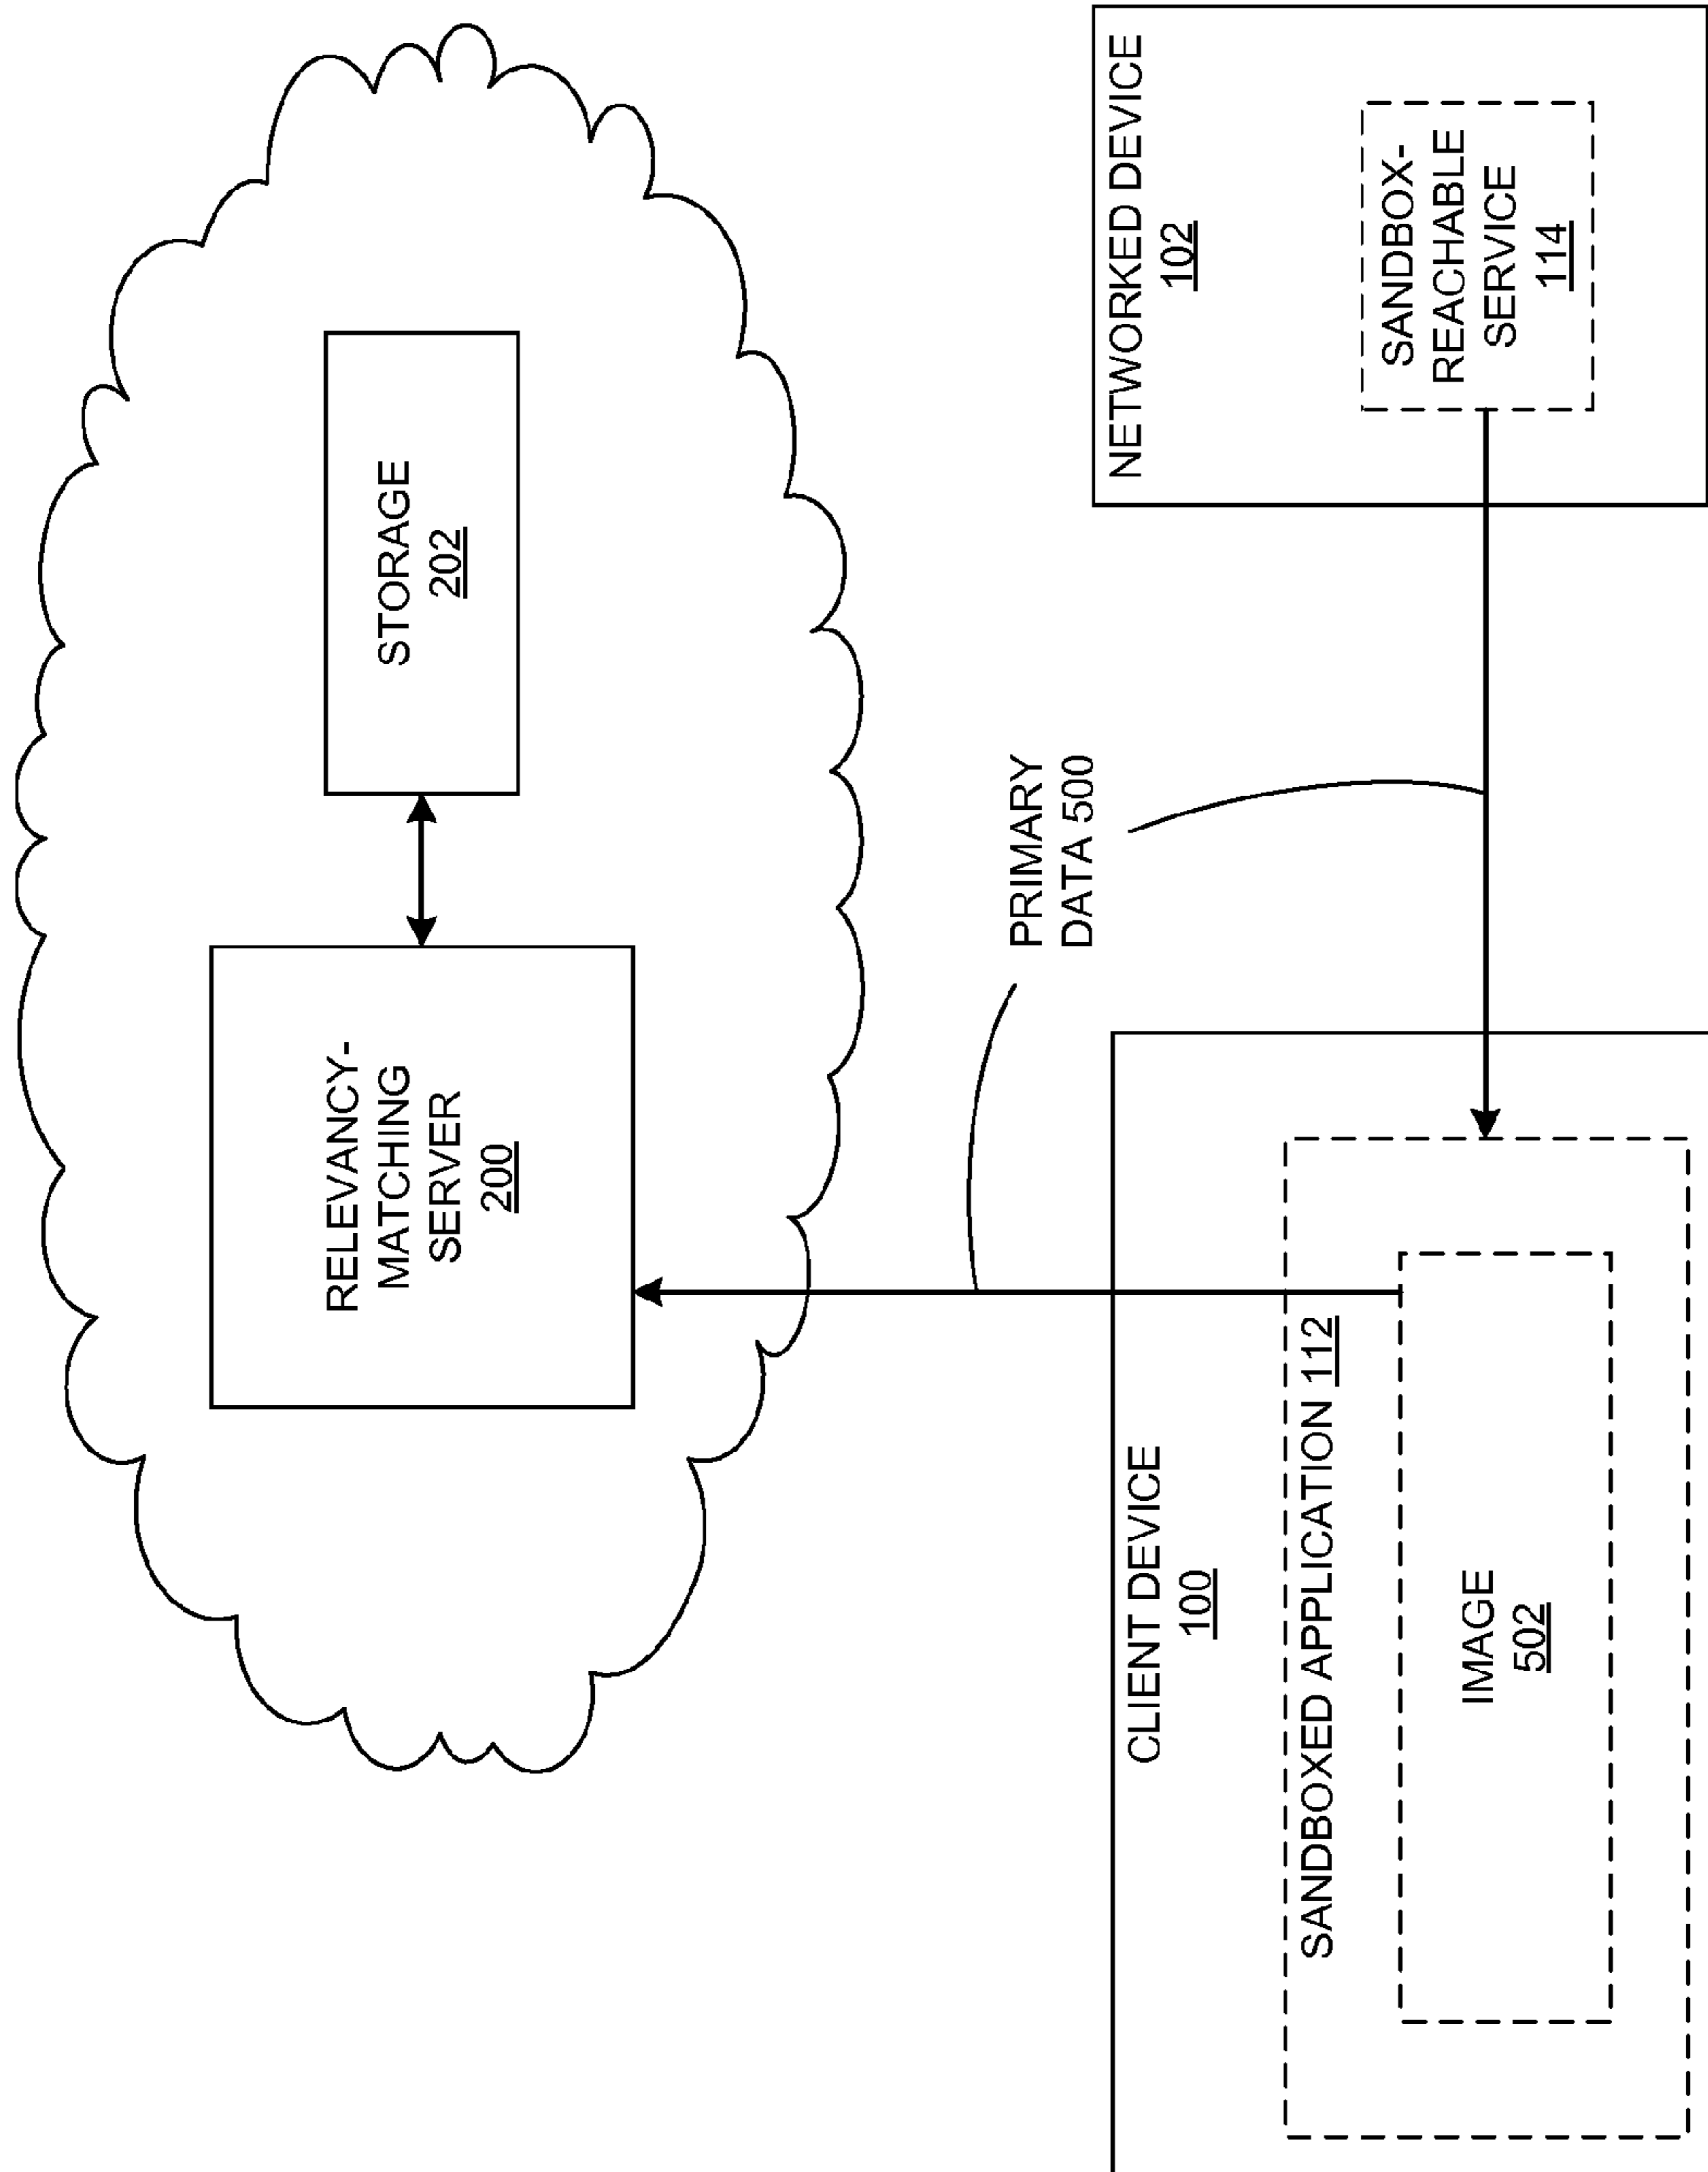 RELEVANCY-
MATCHING
SERVER
200
STORAGE
202
PRIMARY
DATA 500
CLIENT DEVICE
100
SANDBOXED APPLICATION 112
IMAGE
502
NETWORKED DEVICE
102
SANDBOX-
REACHABLE
SERVICE
114